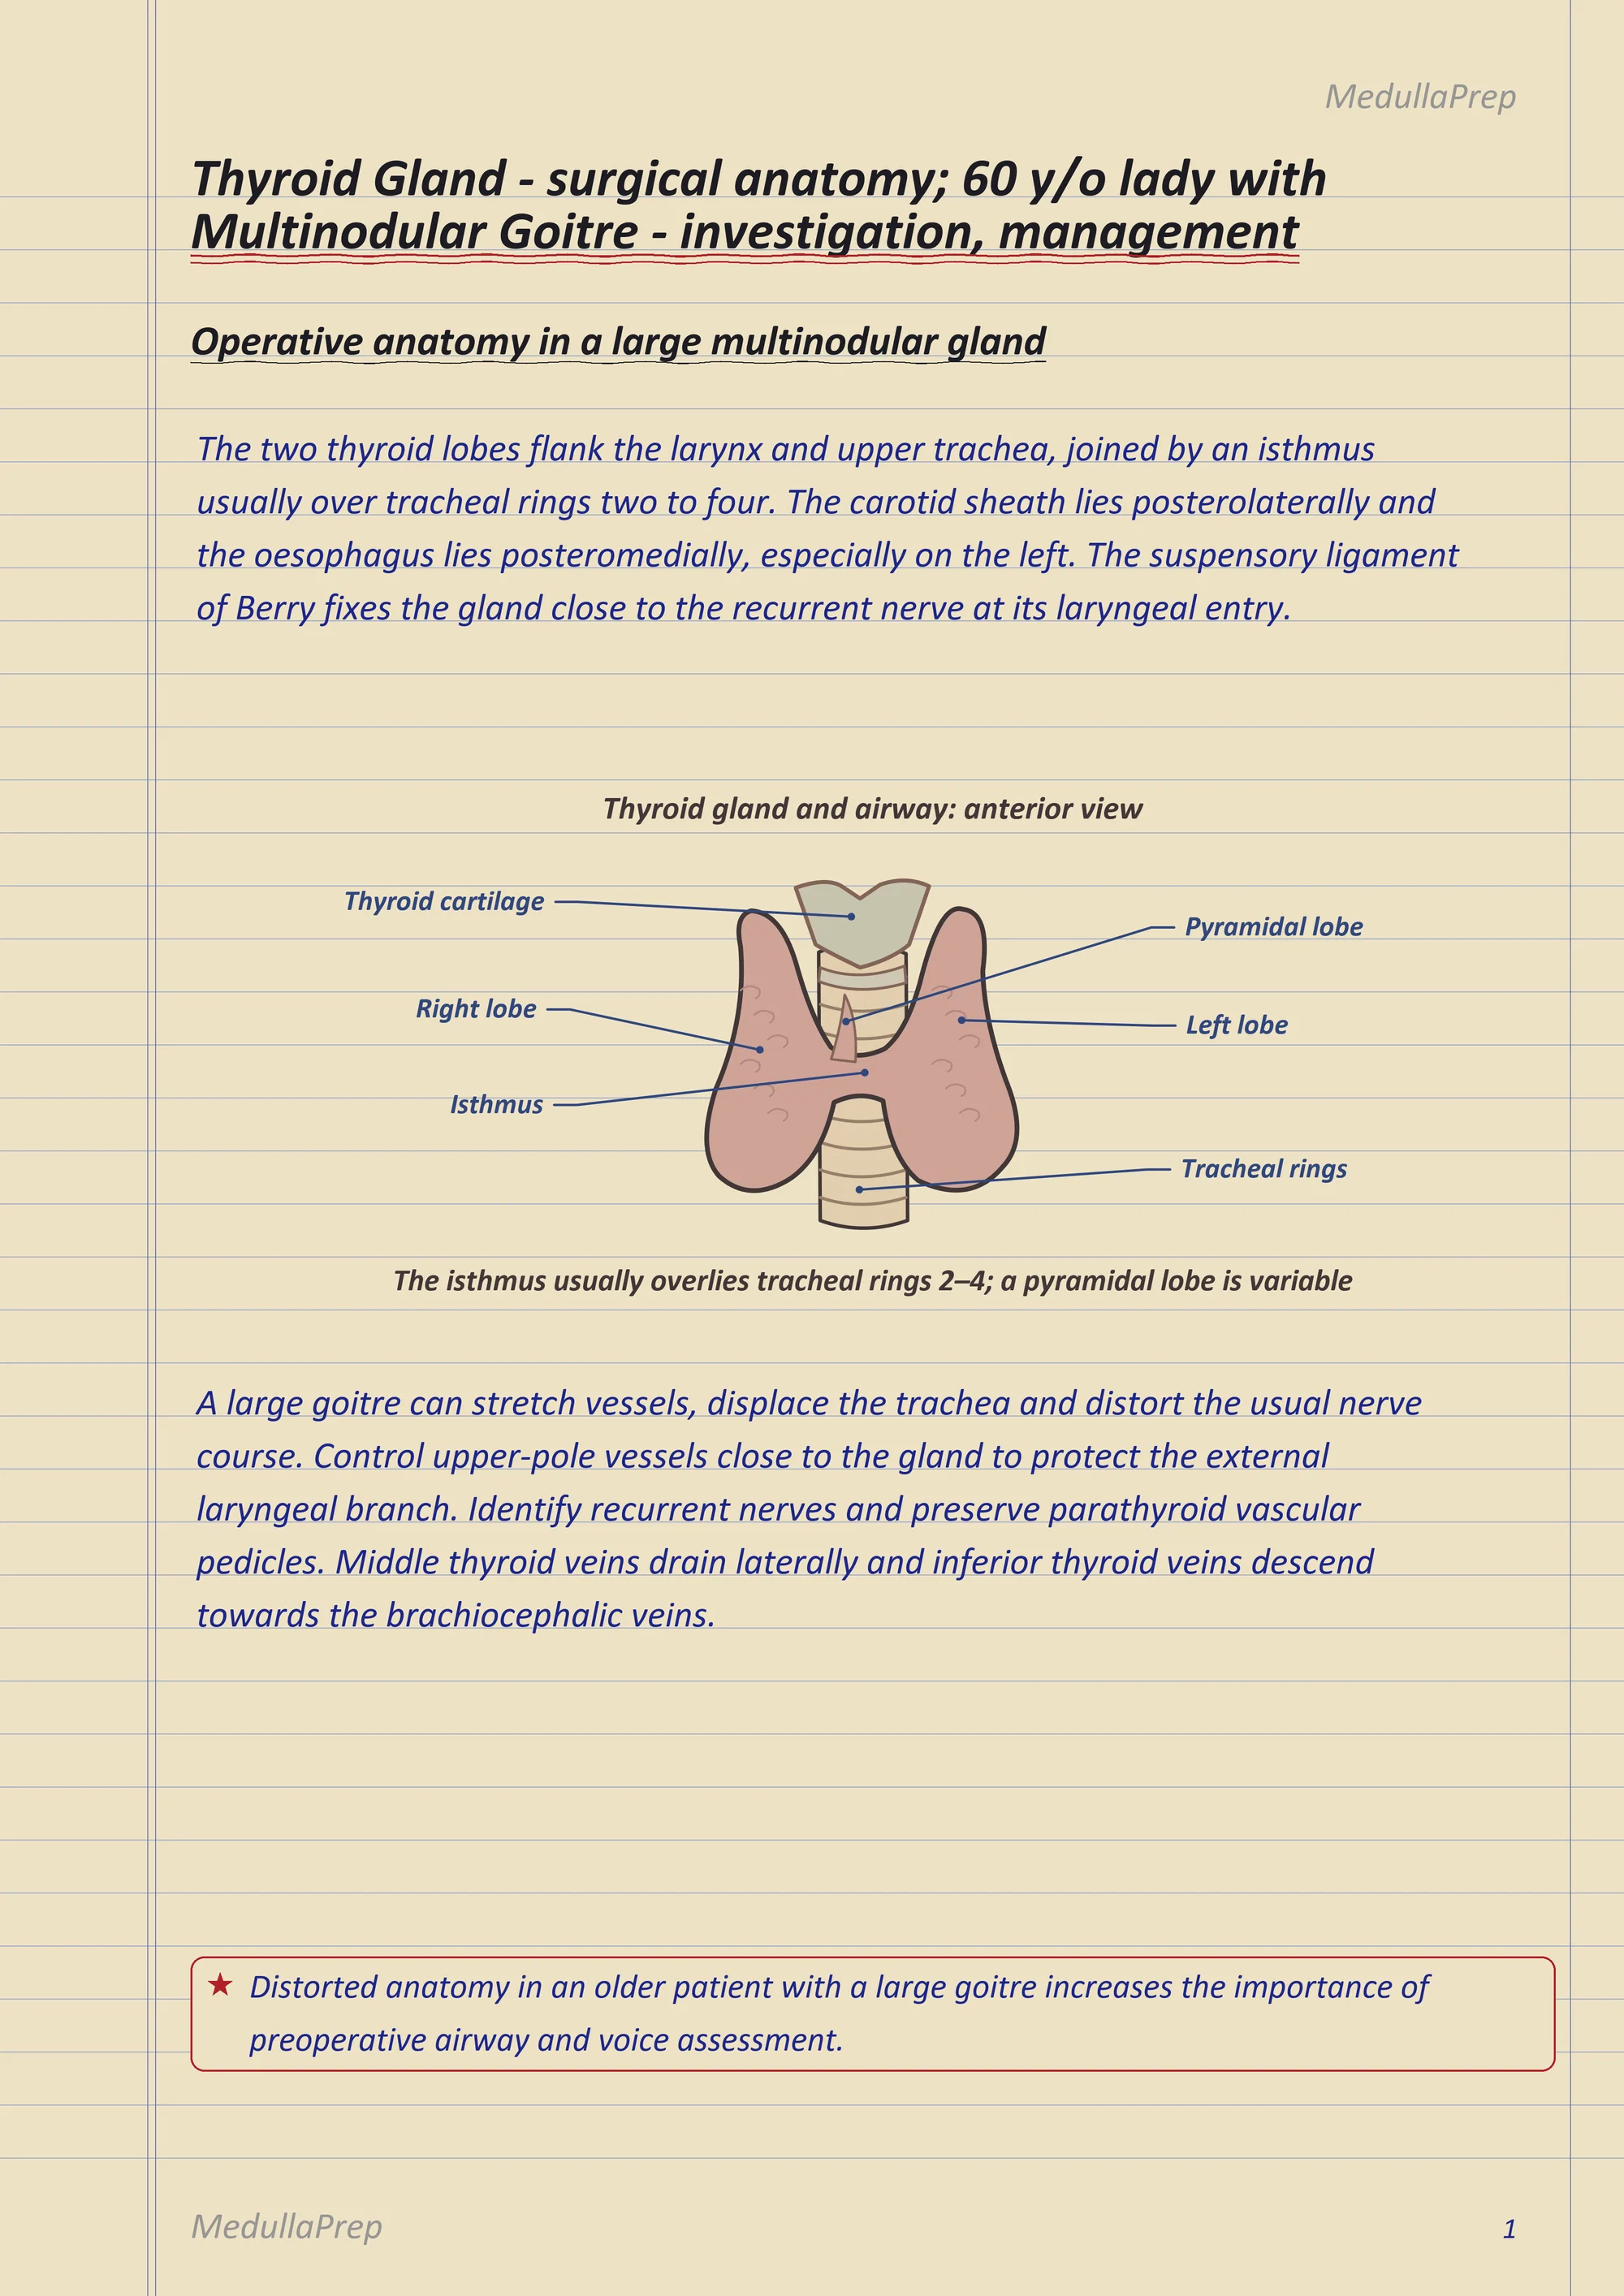 MedullaPrep
Thyroid Gland - surgical anatomy; 60 y/o lady with
Multinodular Goitre - investigation, management
Operative anatomy in a large multinodular gland
The two thyroid lobes flank the larynx and upper trachea, joined by an isthmus
usually over tracheal rings two to four. The carotid sheath lies posterolaterally and
the oesophagus lies posteromedially, especially on the left. The suspensory ligament
of Berry fixes the gland close to the recurrent nerve at its laryngeal entry.
Thyroid gland and airway: anterior view
Thyroid cartilage
Pyramidal lobe
Right lobe
Left lobe
Isthmus
Tracheal rings
The isthmus usually overlies tracheal rings 2–4; a pyramidal lobe is variable
A large goitre can stretch vessels, displace the trachea and distort the usual nerve
course. Control upper-pole vessels close to the gland to protect the external
laryngeal branch. Identify recurrent nerves and preserve parathyroid vascular
pedicles. Middle thyroid veins drain laterally and inferior thyroid veins descend
towards the brachiocephalic veins.
★ Distorted anatomy in an older patient with a large goitre increases the importance of
preoperative airway and voice assessment.
MedullaPrep
1